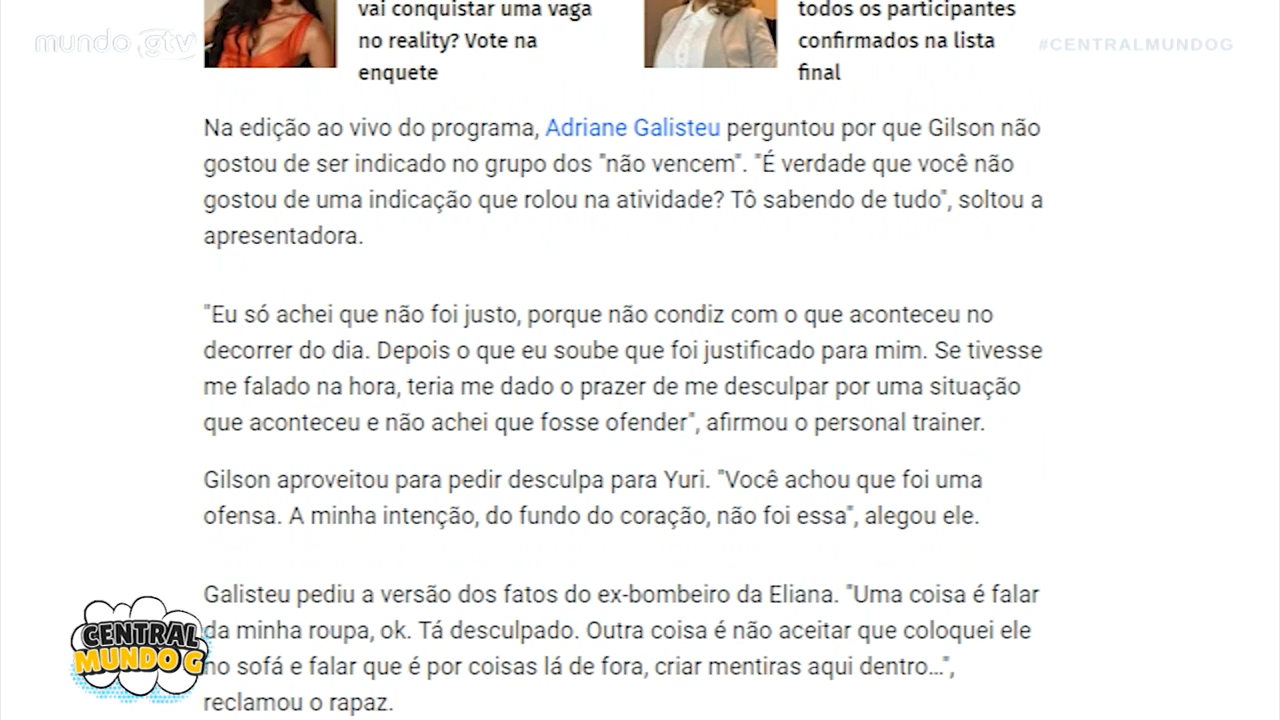 mundo gtv
#CENTRALMUNDOG
vai conquistar uma vaga
no reality? Vote na
enquete
todos os participantes
confirmados na lista
final
Na edição ao vivo do programa, Adriane Galisteu perguntou por que Gilson não
gostou de ser indicado no grupo dos "não vencem". "É verdade que você não
gostou de uma indicação que rolou na atividade? Tô sabendo de tudo", soltou a
apresentadora.
"Eu só achei que não foi justo, porque não condiz com o que aconteceu no
decorrer do dia. Depois o que eu soube que foi justificado para mim. Se tivesse
me falado na hora, teria me dado o prazer de me desculpar por uma situação
que aconteceu e não achei que fosse ofender", afirmou o personal trainer.
Gilson aproveitou para pedir desculpa para Yuri. "Você achou que foi uma
ofensa. A minha intenção, do fundo do coração, não foi essa", alegou ele.
Galisteu pediu a versão dos fatos do ex-bombeiro da Eliana. "Uma coisa é falar
da minha roupa, ok. Tá desculpado. Outra coisa é não aceitar que coloquei ele
no sofá e falar que é por coisas lá de fora, criar mentiras aqui dentro...",
reclamou o rapaz.
CENTRAL
MUNDO G